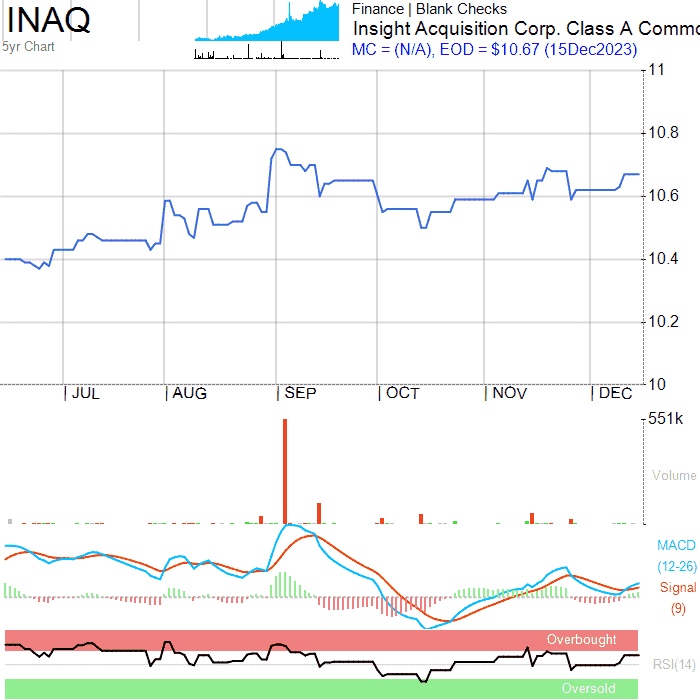 INAQ
5yr Chart
Finance | Blank Checks
Insight Acquisition Corp. Class A Commo
MC = (N/A), EOD = $10.67 (15Dec2023)
11
10.8
10.6
10.4
10.2
10
| JUL | AUG | SEP | OCT | NOV | DEC
551k
Volume
MACD
(12-26)
Signal
(9)
Overbought
RSI(14)
Oversold